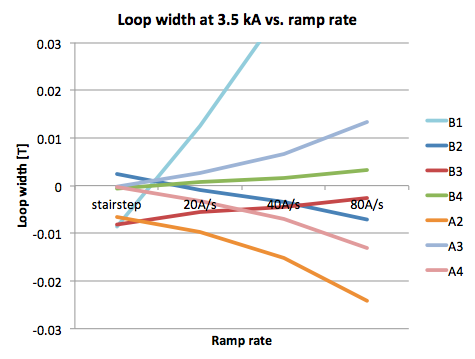 Loop width at 3.5 kA vs. ramp rate
Loop width [T]
0.03
0.02
0.01
0
-0.01
-0.02
-0.03
stairstep 20A/s 40A/s 80A/s
Ramp rate
B1
B2
B3
B4
A2
A3
A4